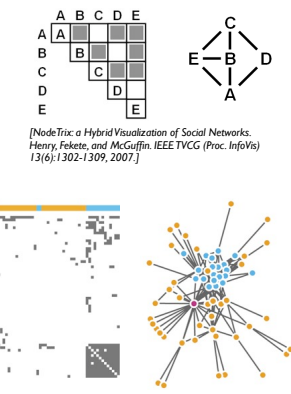 A B C D E
A A
B B
C C
D D
E E
C
E B D
A
[NodeTrix: a Hybrid Visualization of Social Networks.
Henry, Fekete, and McGuffin. IEEE TVCG (Proc. InfoVis)
13(6):1302-1309, 2007.]